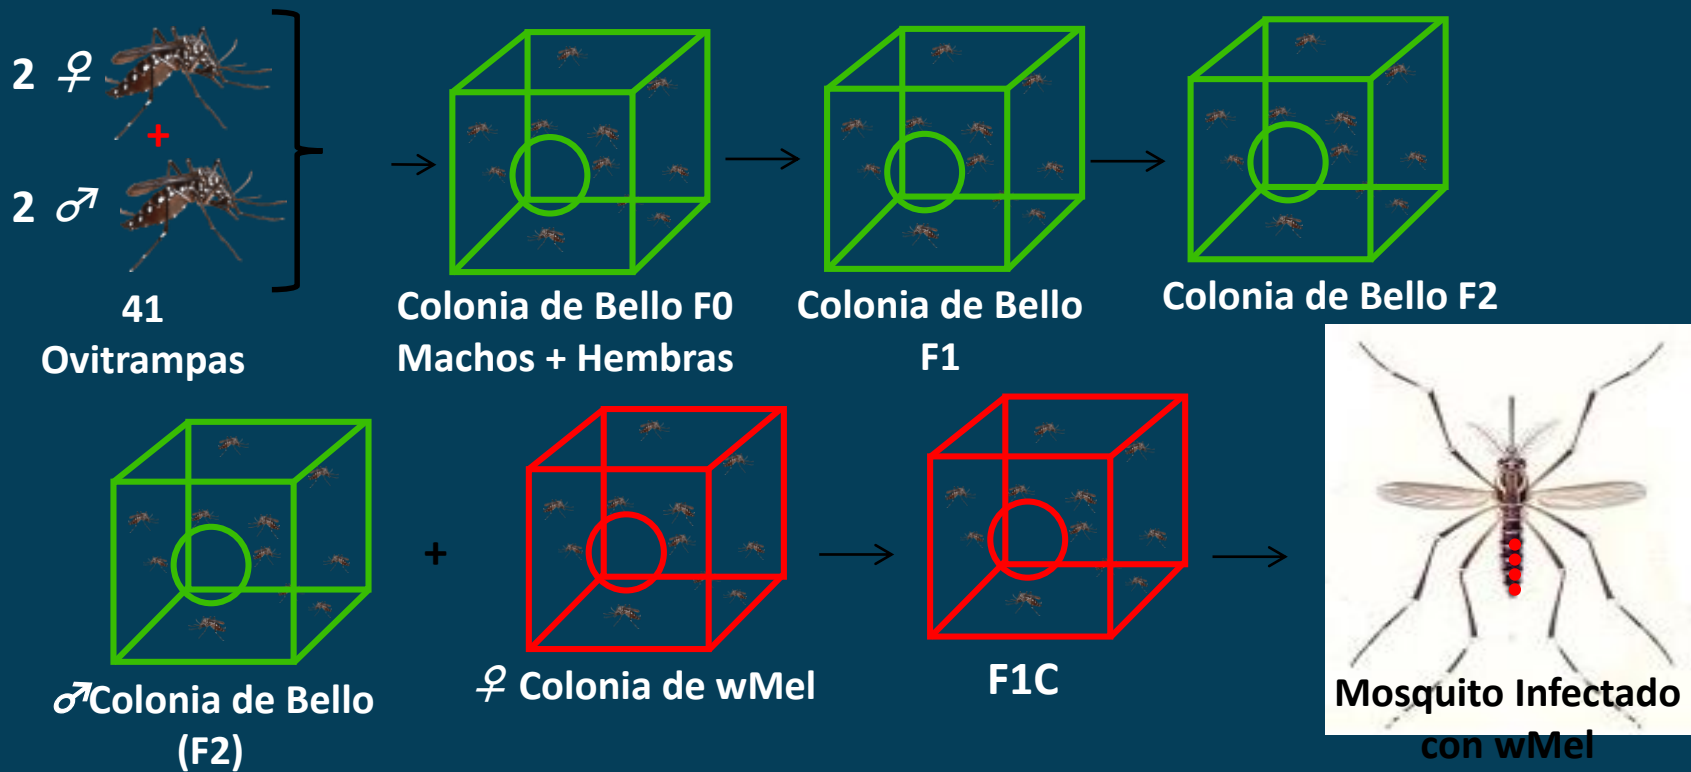 2 ♀
+
2 ♂
41
Ovitrampas
Colonia de Bello F0
Machos + Hembras
Colonia de Bello
F1
Colonia de Bello F2
♂Colonia de Bello
(F2)
+
♀ Colonia de wMel
F1C
Mosquito Infectado
con wMel